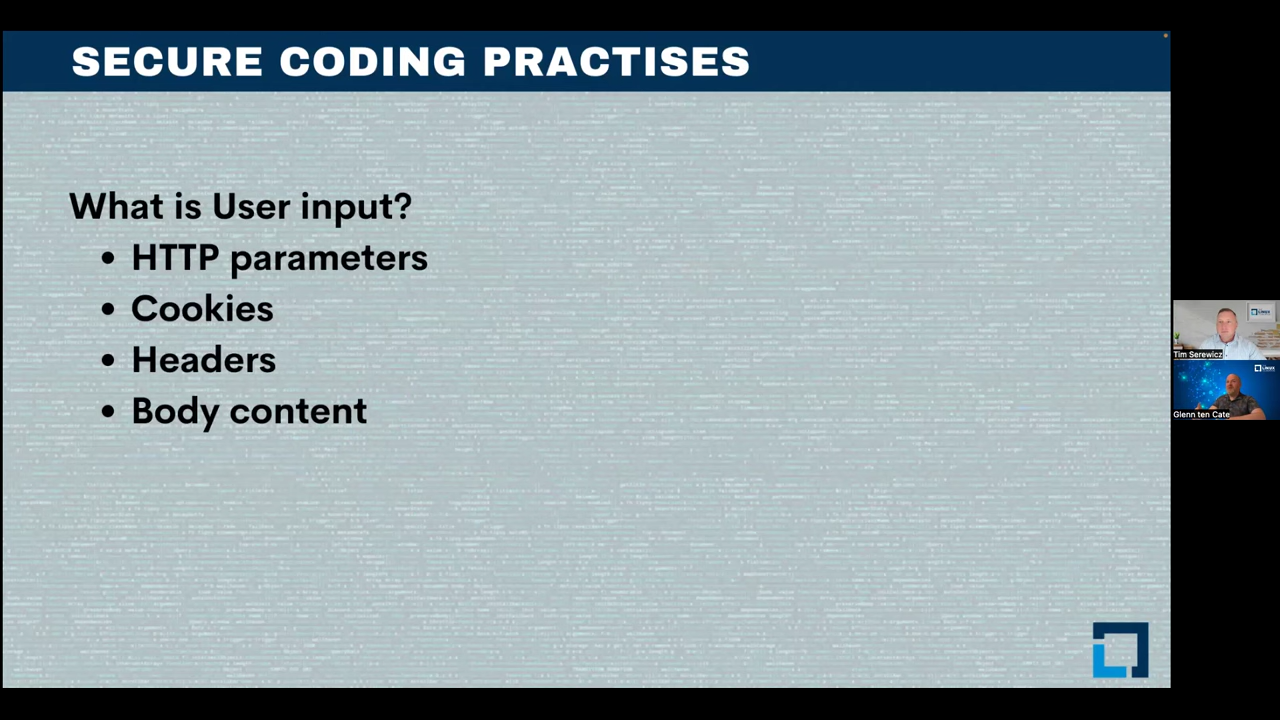 SECURE CODING PRACTISES
What is User input?
• HTTP parameters
• Cookies
• Headers
• Body content
Tim Serewicz
Glenn ten Cate